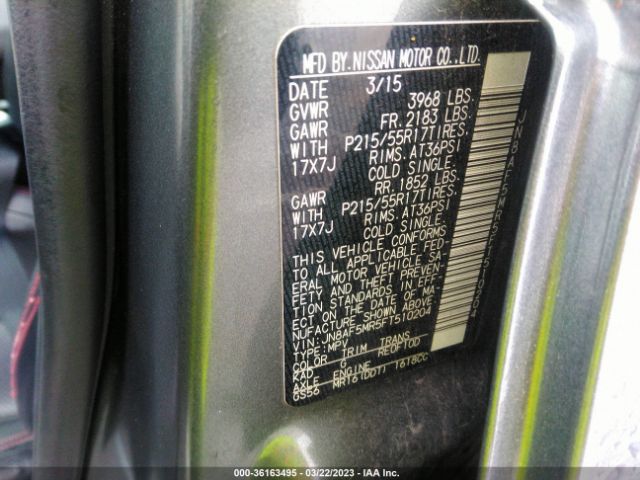 MFD BY. NISSAN MOTOR CO.,LTD.
DATE 3/15
GVWR 3968 LBS.
GAWR FR. 2183 LBS.
WITH P215/55R17TIRES.
17X7J RIMS. AT36PSI
COLD SINGLE.
GAWR RR. 1852 LBS.
WITH P215/55R17TIRES.
17X7J RIMS. AT36PSI
COLD SINGLE.
THIS VEHICLE CONFORMS
TO ALL APPLICABLE FED-
ERAL MOTOR VEHICLE SA-
FETY AND THEFT PREVEN-
TION STANDARDS IN EFF-
ECT ON THE DATE OF MA-
NUFACTURE SHOWN ABOVE.
VIN: JN8AF5MR5FT510204
TYPE: MPV
COLOR TRIM TRANS
KAD G RE0F10D
AXLE ENGINE
GS56 MR16(DDT) 1618CC
JN8AF5MR5FT510204
000-36163495 - 03/22/2023 - IAA Inc.